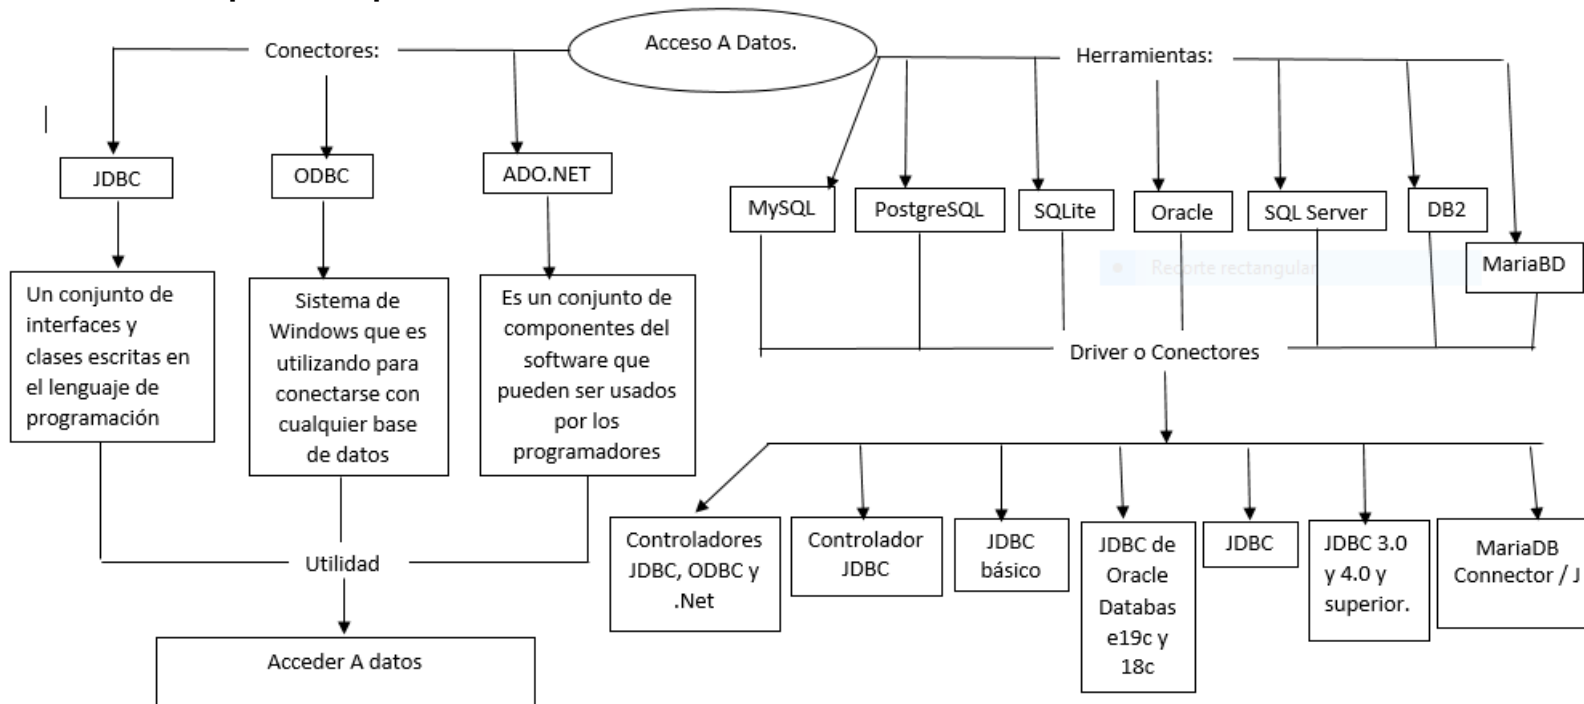 Acceso A Datos.
Conectores:
Herramientas:
JDBC
ODBC
ADO.NET
MySQL
PostgreSQL
SQLite
Oracle
SQL Server
DB2
MariaBD
Recorte rectangular
Un conjunto de
interfaces y
clases escritas en
el lenguaje de
programación
Sistema de
Windows que es
utilizando para
conectarse con
cualquier base
de datos
Es un conjunto de
componentes del
software que
pueden ser usados
por los
programadores
Driver o Conectores
Controladores
JDBC, ODBC y
.Net
Controlador
JDBC
JDBC
básico
JDBC de
Oracle
Databas
e19c y
18c
JDBC
JDBC 3.0
y 4.0 y
superior.
MariaDB
Connector / J
Utilidad
Acceder A datos